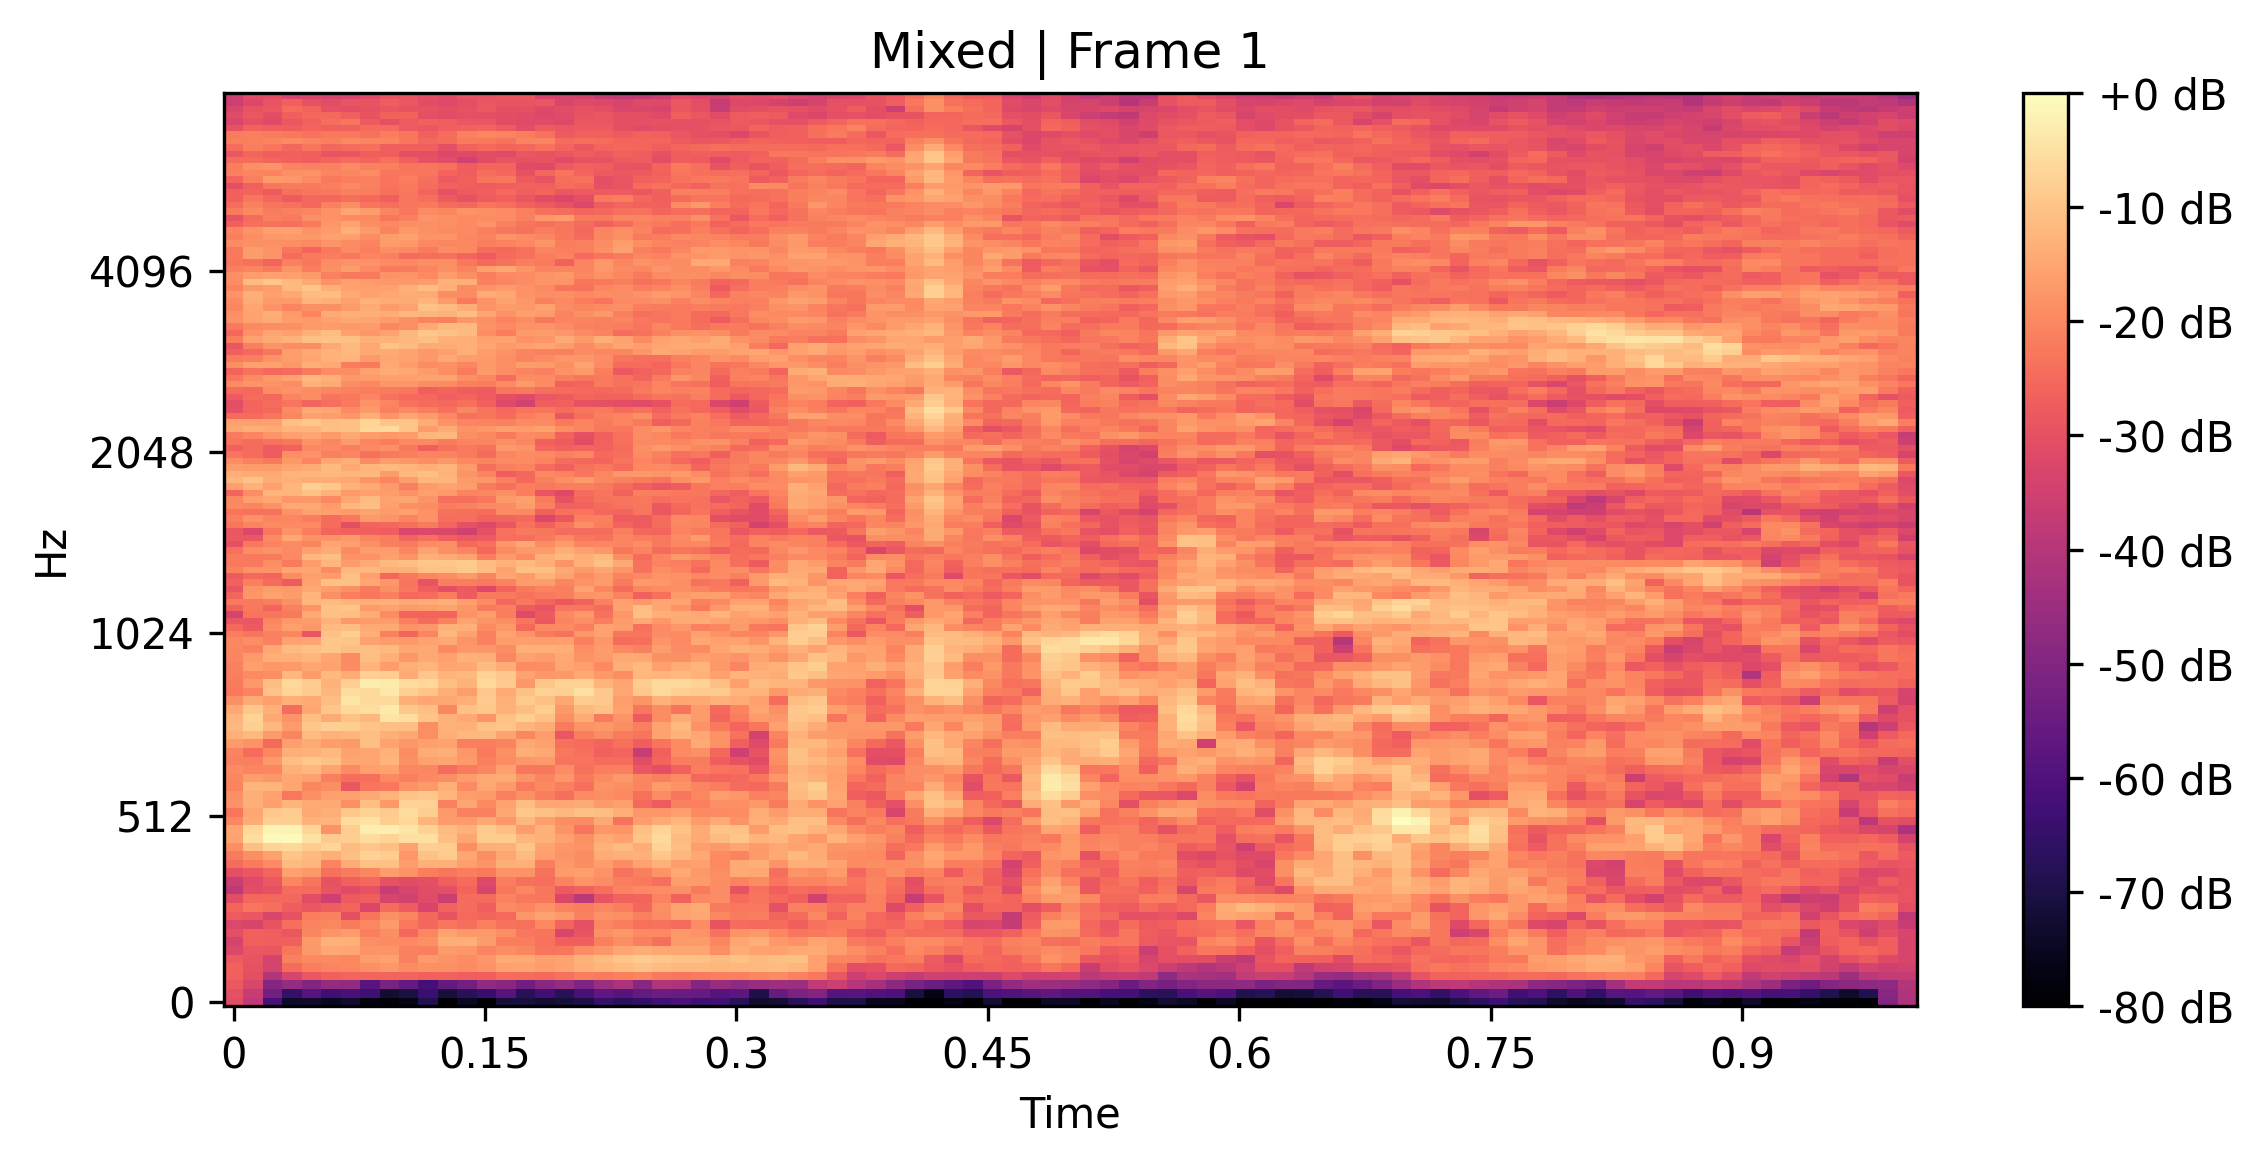 Mixed | Frame 1
Hz
4096
2048
1024
512
0
0 0.15 0.3 0.45 0.6 0.75 0.9
Time
+0 dB
-10 dB
-20 dB
-30 dB
-40 dB
-50 dB
-60 dB
-70 dB
-80 dB